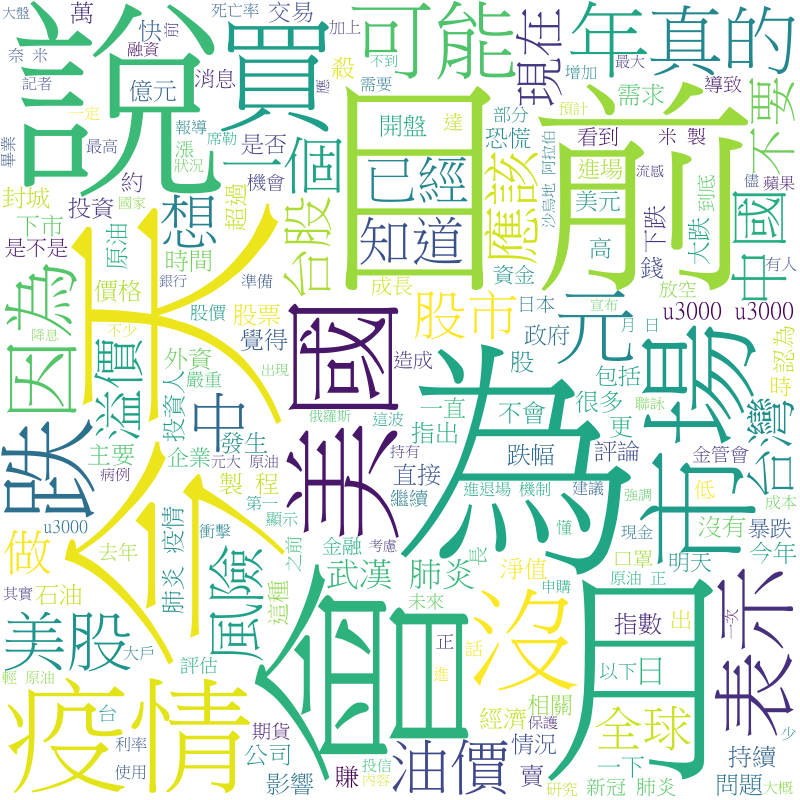 大盤
死亡率
萬
快
前
交易
加上
奈 米
融資
記者
說
買
可能
年
真的
現在
增加
最大
導致
消息
億元
殺
應
不到
需要
需求
不要
一定
報導
席勒
是否
一個
日
開盤
達
部分
恐慌
前
看到
預計
米 製
畢業
最高
漲
狀況
機會
已經
應該
進場
流感
儘
蘋果
阿拉伯
沙烏地
到底
封城
約
想
超過
台股
知道
美元
高
下跌
大跌
錢
中國
下市
投資
國家
是不是
原油
時間
資金
放空
有人
因為
天
價格
銀行
準備
成長
日本
宣布
u3000
u3000
降息
不少
股價
股票
股市
元
月 日
溢價
覺得
美國
政府
認為
時
外資
嚴重
出現
造成
股
為
場
聯詠
跌
投資人
中
俄羅斯
這波
一直
不會
包括
很多
台灣
發生
指出
更
主要
企業
元大 原油
持有
直接
跌幅
評論
市
金管會
病例
製 程
繼續
進退場 機制
建議
強調
低
成本
u3000
今
第一
顯示
衝擊
懂
現金
沒有
暴跌
做
去年
之前
金融
考慮
長
口罩
明天
今年
肺炎 疫情
風險
這種
武漢 肺炎
淨值
原油 正
其實
石油
會
未來
申購
沒
月
一次
表示
美股
大戶
評估
正
話
指數
出
輕 原油
日
進
以下
疫情
台
期貨
經濟
保護
相關
全球
少
利率
公司
油價
情況
一下
持續
使用
影響
賺
投信
內容
賣
研究
新冠 肺炎
問題
大概